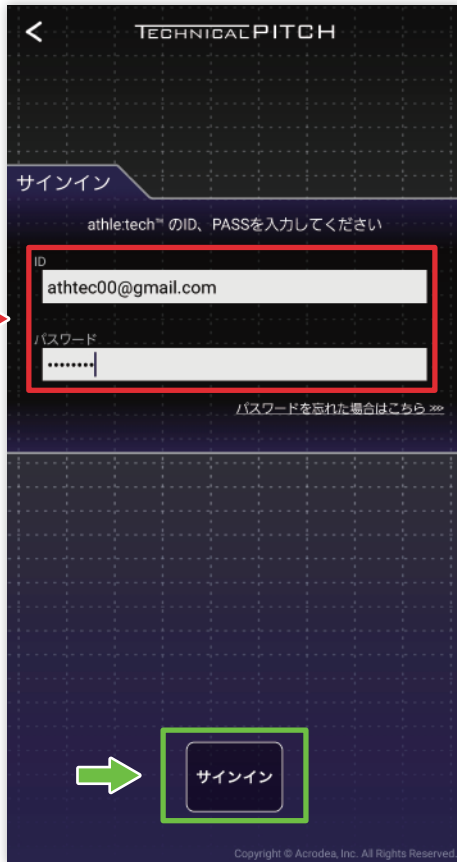 TECHNICALPITCH
サインイン
athle:tech™ のID、PASSを入力してください
ID
athtec00@gmail.com
パスワード
••••••••
パスワードを忘れた場合はこちら >>>
サインイン
Copyright © Acrodea, Inc. All Rights Reserved.